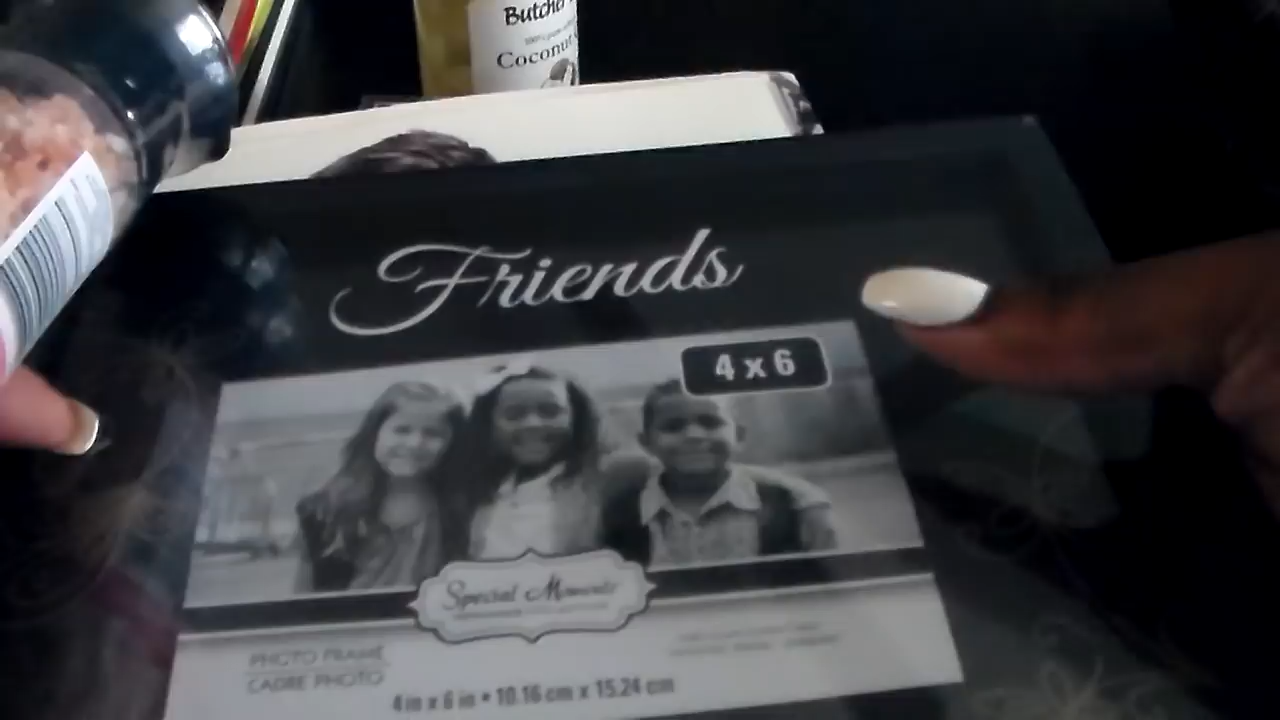 Butcher
Coconut
Friends
4 x 6
Special Moments
PHOTO FRAME
CADRE PHOTO
4 in x 6 in • 10.16 cm x 15.24 cm